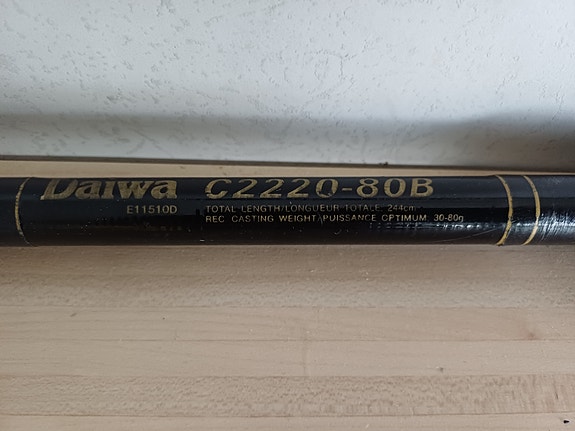 Daiwa C2220-80B
E11510D TOTAL LENGTH/LONGUEUR TOTALE 244cm.
REC CASTING WEIGHT/PUISSANCE OPTIMUM 30-80g